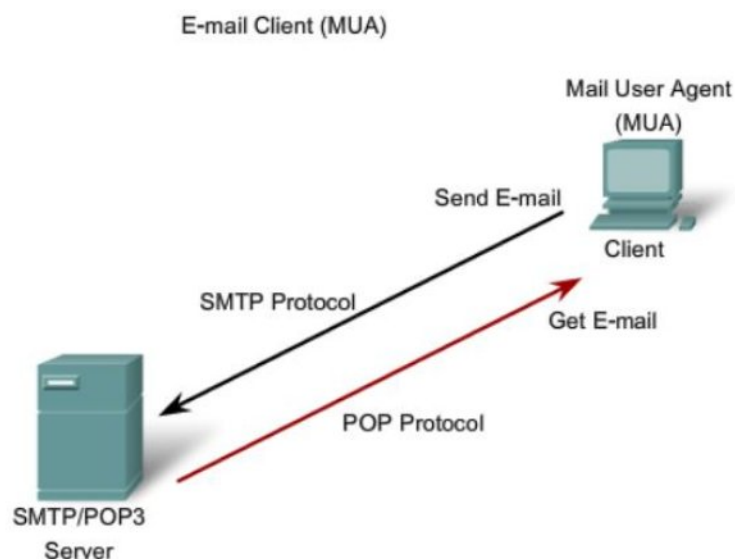 E-mail Client (MUA)
Mail User Agent
(MUA)
Send E-mail
Client
SMTP Protocol
Get E-mail
POP Protocol
SMTP/POP3
Server